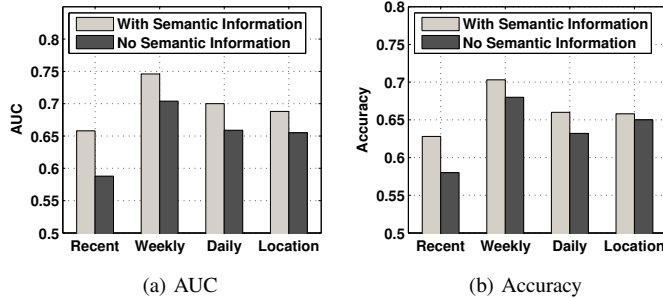 With Semantic Information
No Semantic Information
0.8
0.75
0.7
0.65
0.6
0.55
0.5
AUC
Recent Weekly Daily Location
(a) AUC
With Semantic Information
No Semantic Information
0.8
0.75
0.7
0.65
0.6
0.55
0.5
Accuracy
Recent Weekly Daily Location
(b) Accuracy